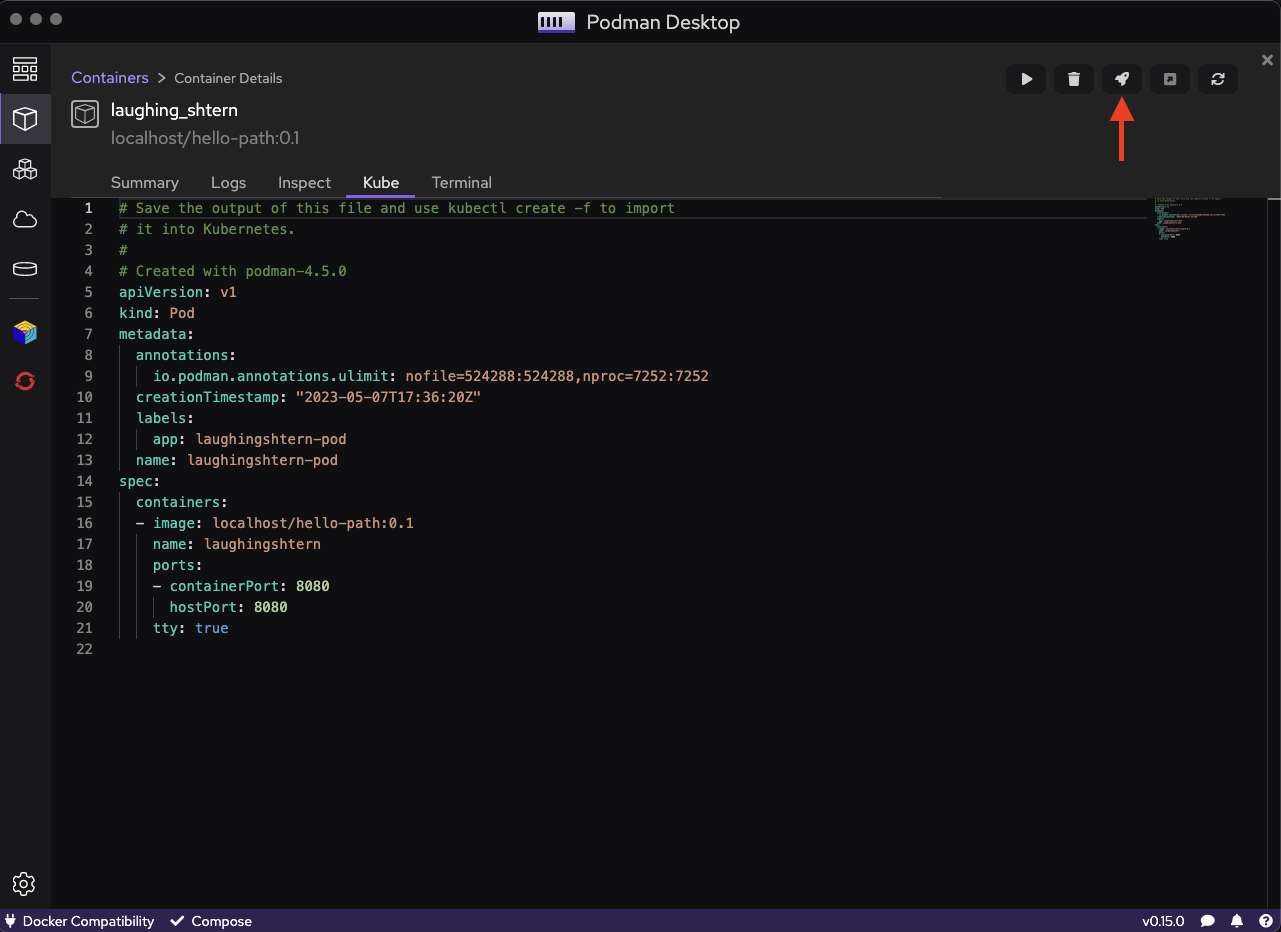 Podman Desktop
Containers > Container Details
laughing_shtern
localhost/hello-path:0.1
Summary Logs Inspect Kube Terminal
1 # Save the output of this file and use kubectl create -f to import
2 # it into Kubernetes.
3 #
4 # Created with podman-4.5.0
5 apiVersion: v1
6 kind: Pod
7 metadata:
8   annotations:
9     io.podman.annotations.ulimit: nofile=524288:524288,nproc=7252:7252
10   creationTimestamp: "2023-05-07T17:36:20Z"
11   labels:
12     app: laughingshtern-pod
13   name: laughingshtern-pod
14 spec:
15   containers:
16   - image: localhost/hello-path:0.1
17     name: laughingshtern
18     ports:
19     - containerPort: 8080
20       hostPort: 8080
21     tty: true
22
Docker Compatibility Compose v0.15.0